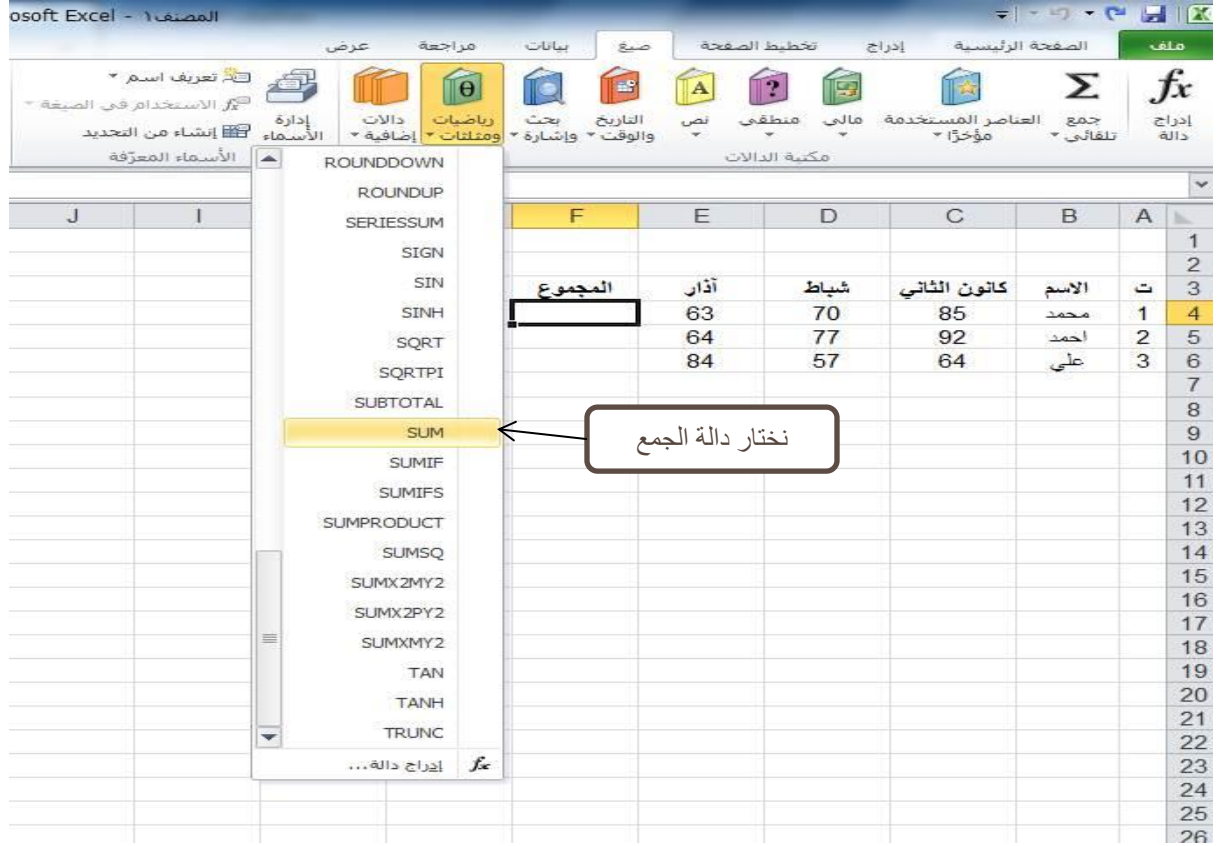 osoft Excel - المصنف١
ملف الصفحة الرئيسية إدراج تخطيط الصفحة صيغ بيانات مراجعة عرض
fx إدراج دالة
Σ جمع تلقائي
العناصر المستخدمة مؤخرًا
مالي
منطقي
نص
التاريخ والوقت
بحث وإشارة
رياضيات ومثلثات
دالات إضافية
إدارة الأسماء
تعريف اسم
الاستخدام في الصيغة
إنشاء من التحديد
مكتبة الدالات
الأسماء المعرّفة
ROUNDDOWN
ROUNDUP
SERIESSUM
SIGN
SIN
SINH
SQRT
SQRTPI
SUBTOTAL
SUM
SUMIF
SUMIFS
SUMPRODUCT
SUMSQ
SUMX2MY2
SUMX2PY2
SUMXMY2
TAN
TANH
TRUNC
fx إدراج دالة...
A B C D E F I J
1
2
3 ت الاسم كانون الثاني شباط آذار المجموع
4 1 محمد 85 70 63
5 2 احمد 92 77 64
6 3 علي 64 57 84
7
8
9
10
11
12
13
14
15
16
17
18
19
20
21
22
23
24
25
26
نختار دالة الجمع